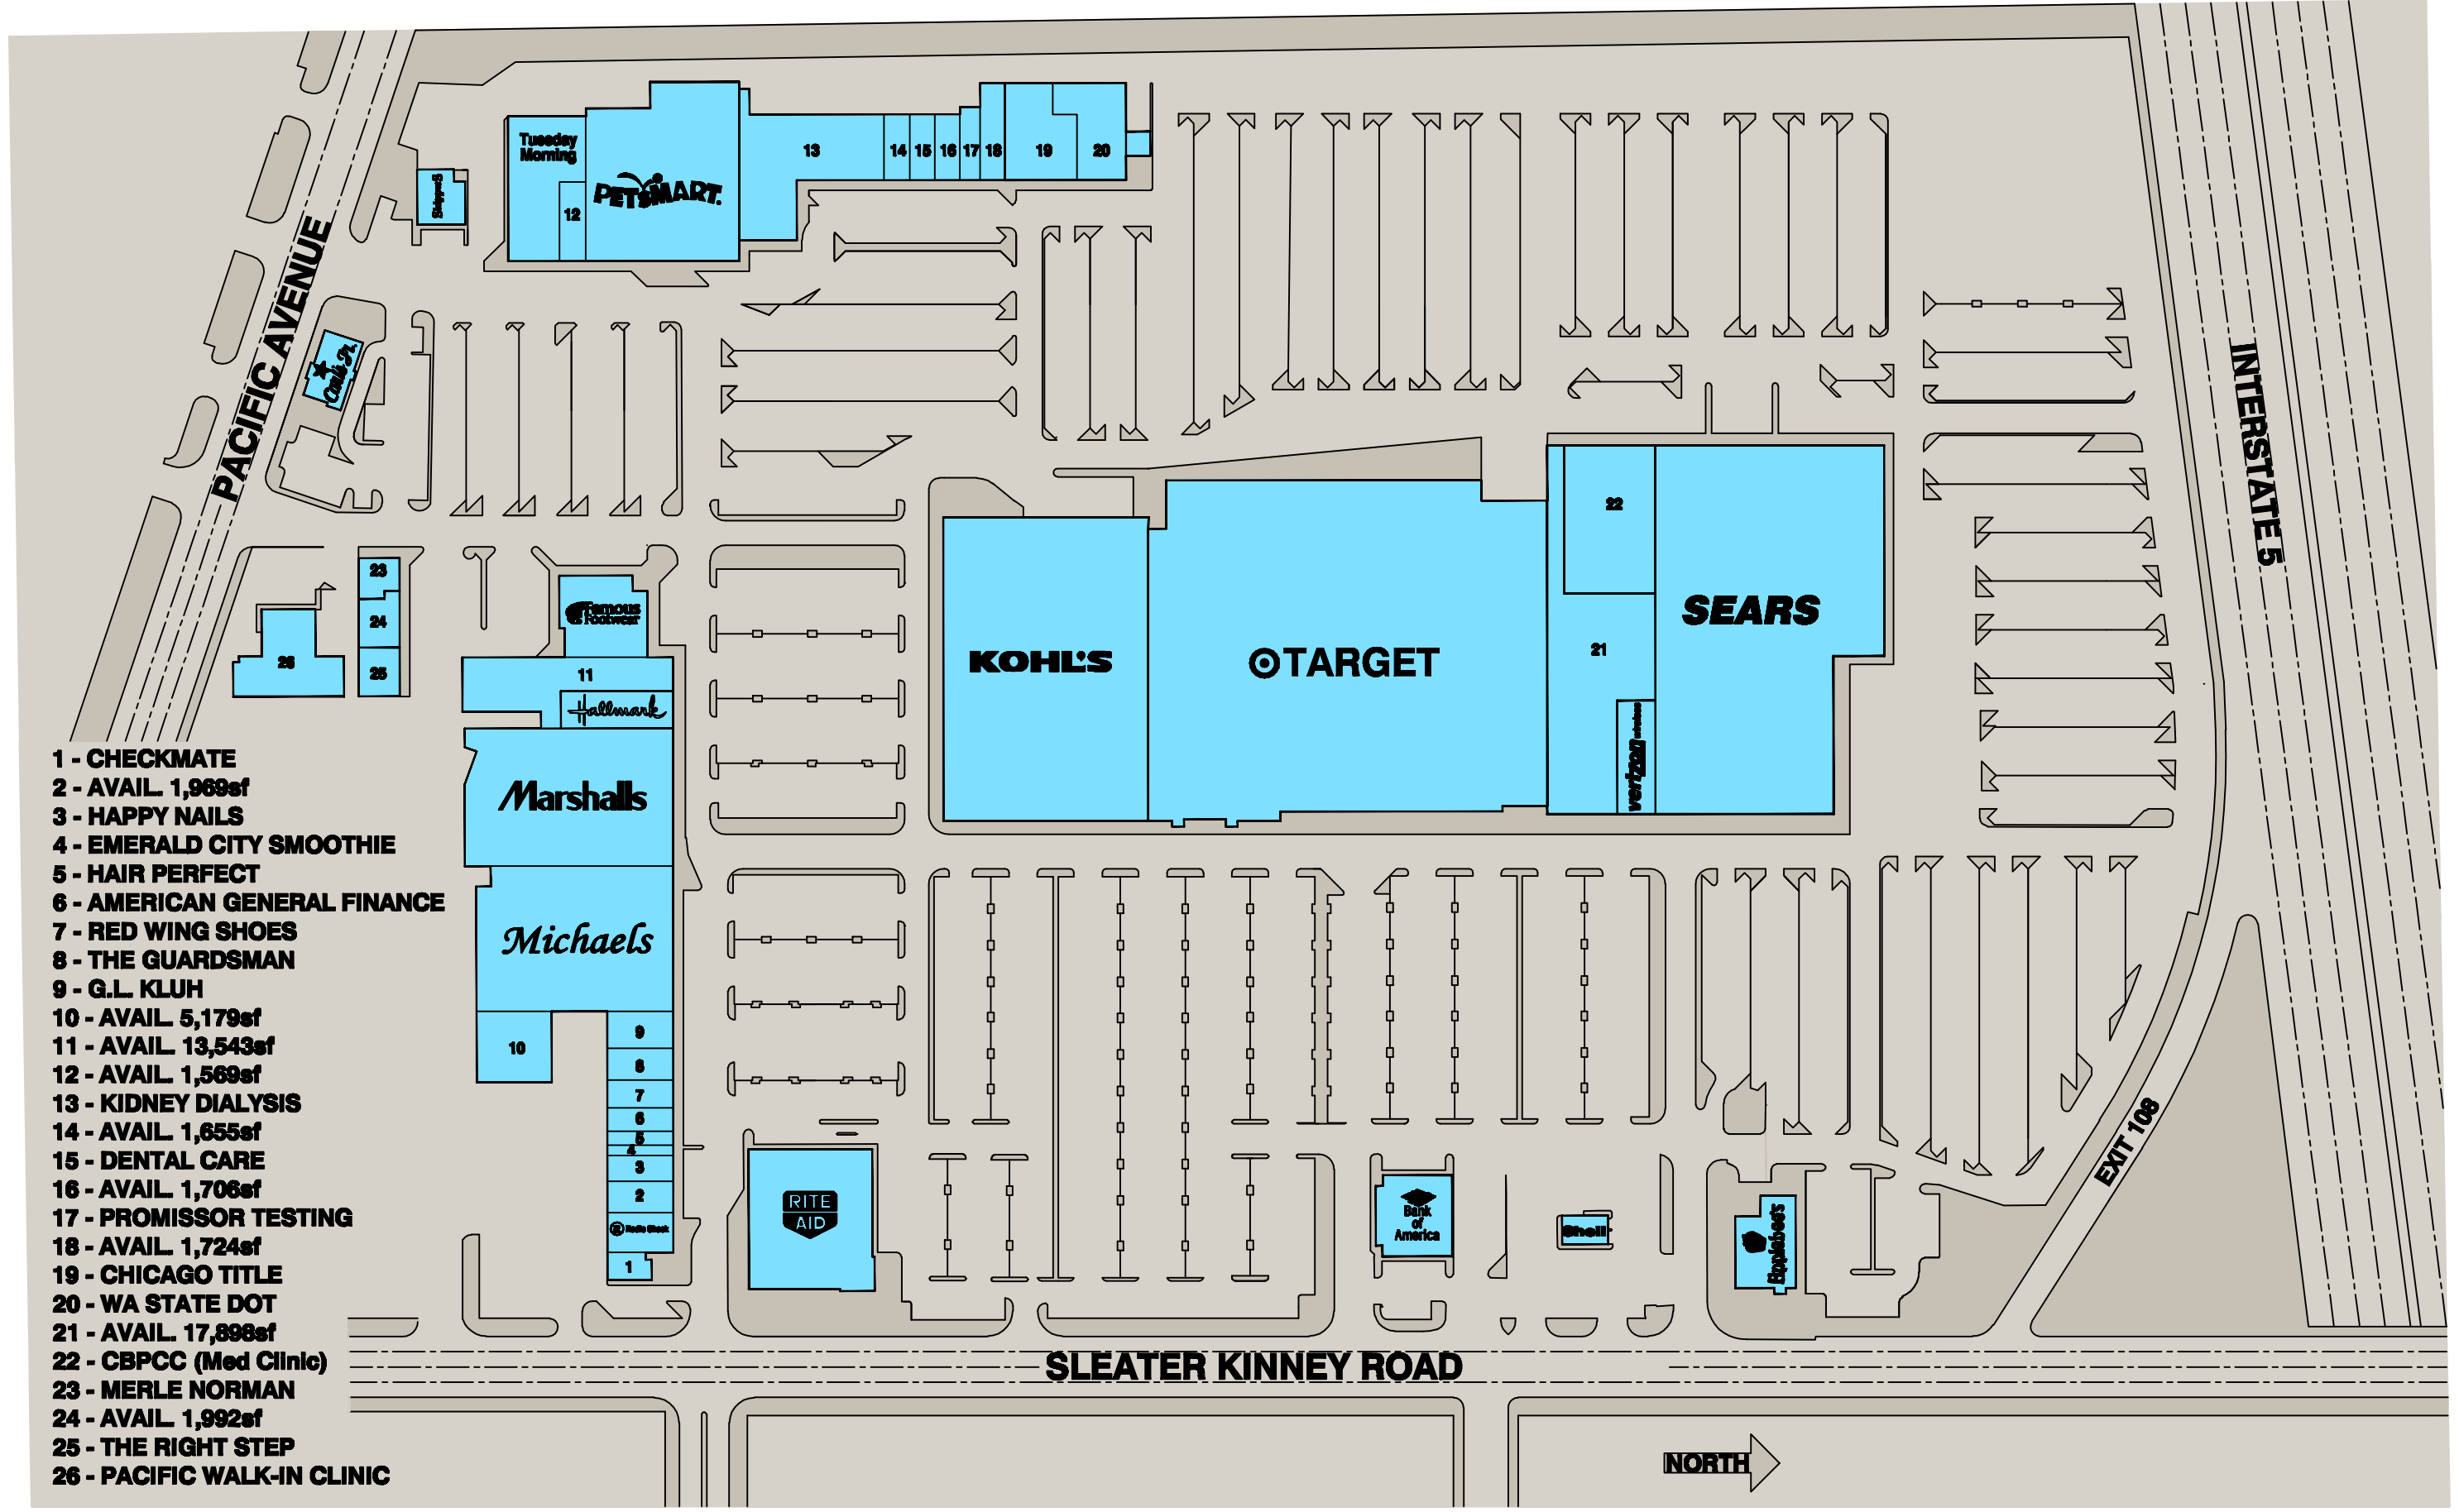 Tuesday
Morning
12
PETSMART.
13
14
15
16
17
18
19
20
Skipper's
PACIFIC AVENUE
Carl's Jr.
INTERSTATE 5
23
24
25
26
Famous
Footwear
11
Hallmark
Marshalls
Michaels
10
9
8
7
6
5
4
3
2
Radio Shack
1
KOHL'S
TARGET
22
21
verizon wireless
SEARS
RITE
AID
Bank
of
America
Shell
Applebee's
EXIT 108
SLEATER KINNEY ROAD
NORTH
1 - CHECKMATE
2 - AVAIL. 1,969sf
3 - HAPPY NAILS
4 - EMERALD CITY SMOOTHIE
5 - HAIR PERFECT
6 - AMERICAN GENERAL FINANCE
7 - RED WING SHOES
8 - THE GUARDSMAN
9 - G.L. KLUH
10 - AVAIL. 5,179sf
11 - AVAIL. 13,543sf
12 - AVAIL. 1,569sf
13 - KIDNEY DIALYSIS
14 - AVAIL. 1,655sf
15 - DENTAL CARE
16 - AVAIL. 1,706sf
17 - PROMISSOR TESTING
18 - AVAIL. 1,724sf
19 - CHICAGO TITLE
20 - WA STATE DOT
21 - AVAIL. 17,898sf
22 - CBPCC (Med Clinic)
23 - MERLE NORMAN
24 - AVAIL. 1,992sf
25 - THE RIGHT STEP
26 - PACIFIC WALK-IN CLINIC